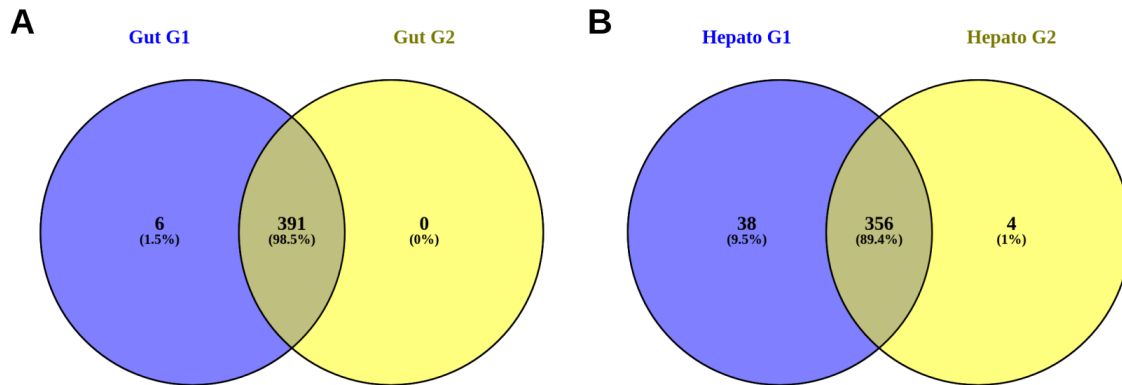 A
Gut G1
Gut G2
6
(1.5%)
391
(98.5%)
0
(0%)
B
Hepato G1
Hepato G2
38
(9.5%)
356
(89.4%)
4
(1%)